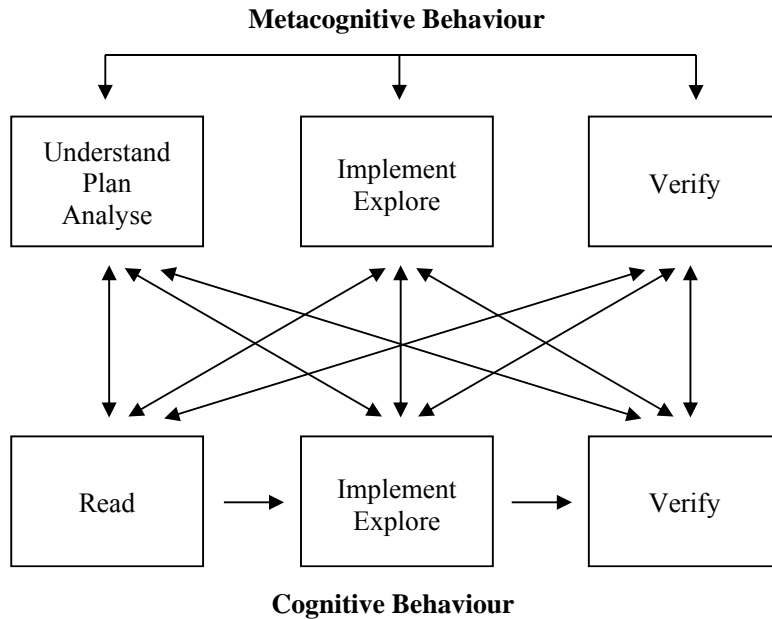 Metacognitive Behaviour
Understand
Plan
Analyse
Implement
Explore
Verify
Read
Implement
Explore
Verify
Cognitive Behaviour